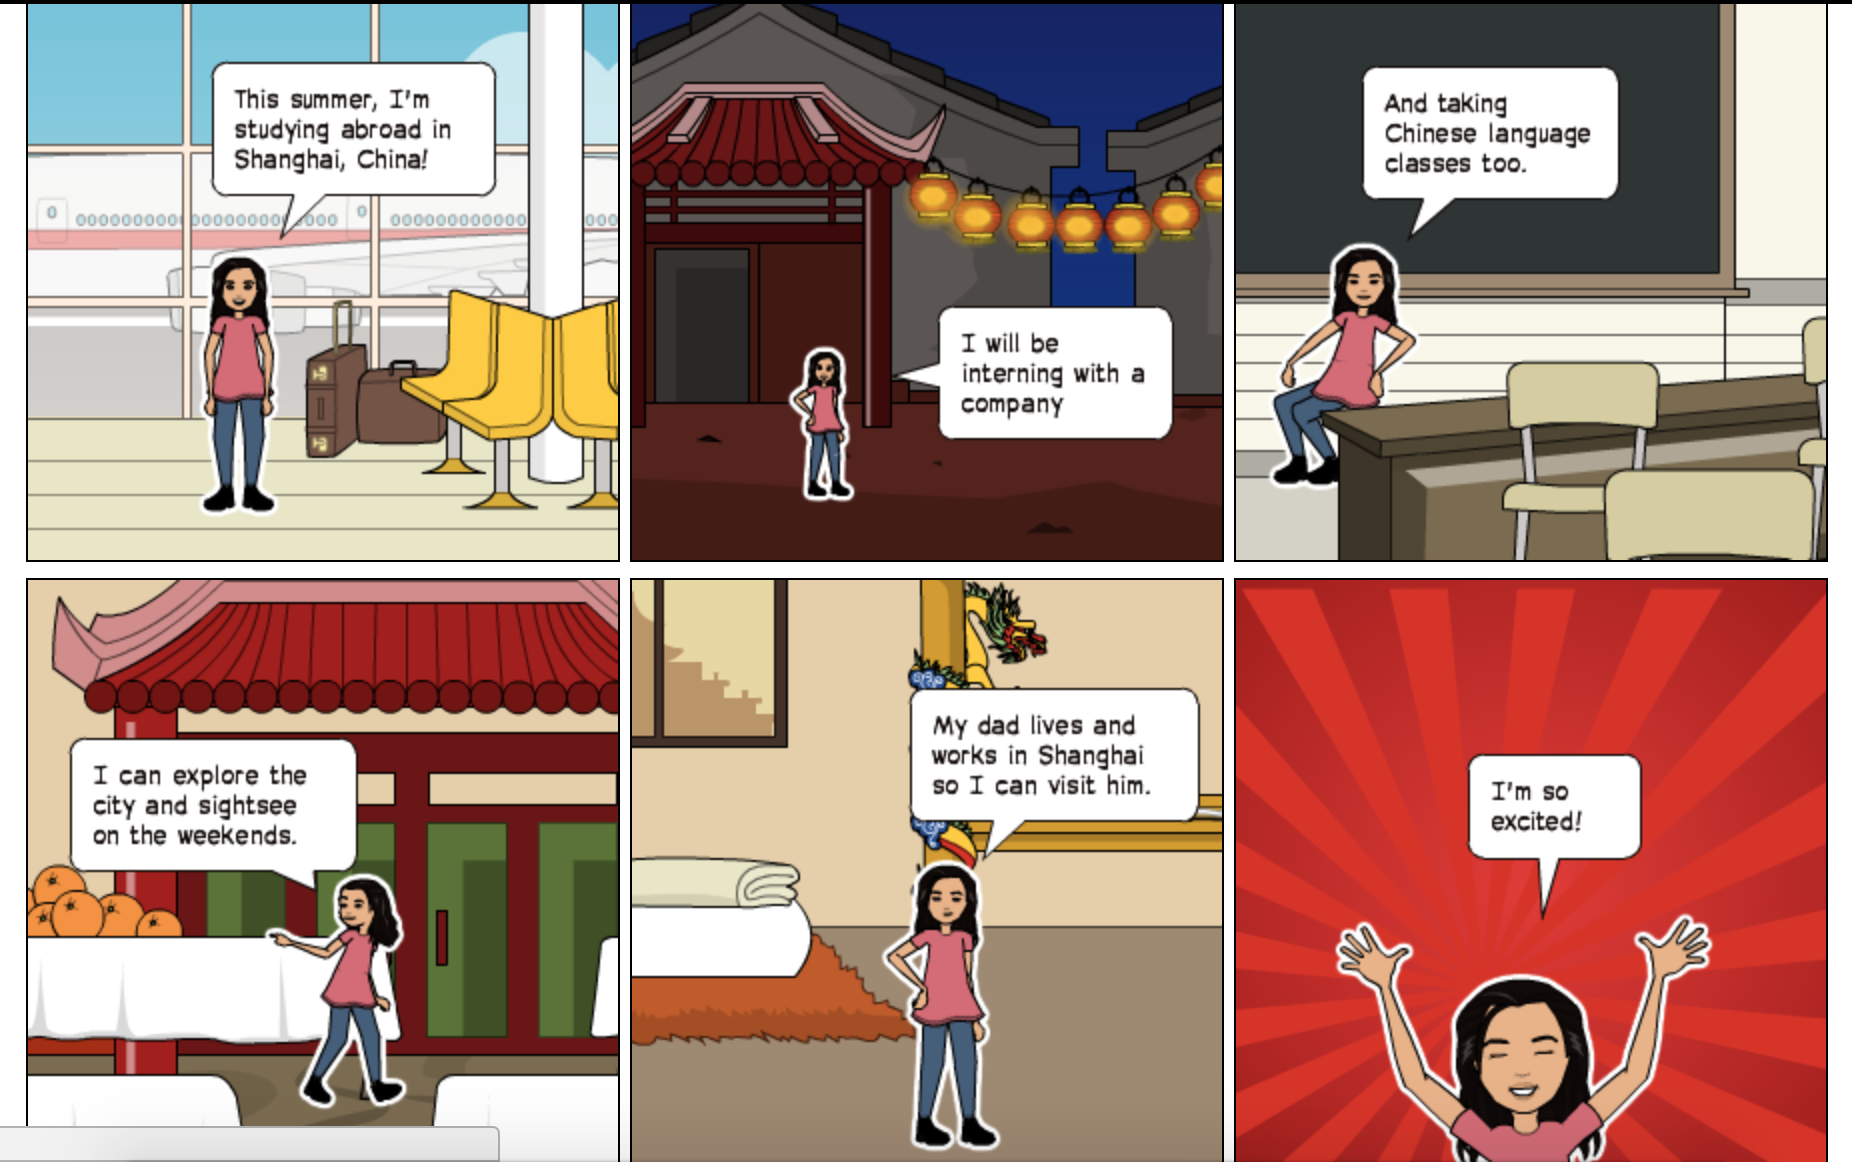 This summer, I'm
studying abroad in
Shanghai, China!
I will be
interning with a
company
And taking
Chinese language
classes too.
I can explore the
city and sightsee
on the weekends.
My dad lives and
works in Shanghai
so I can visit him.
I'm so
excited!